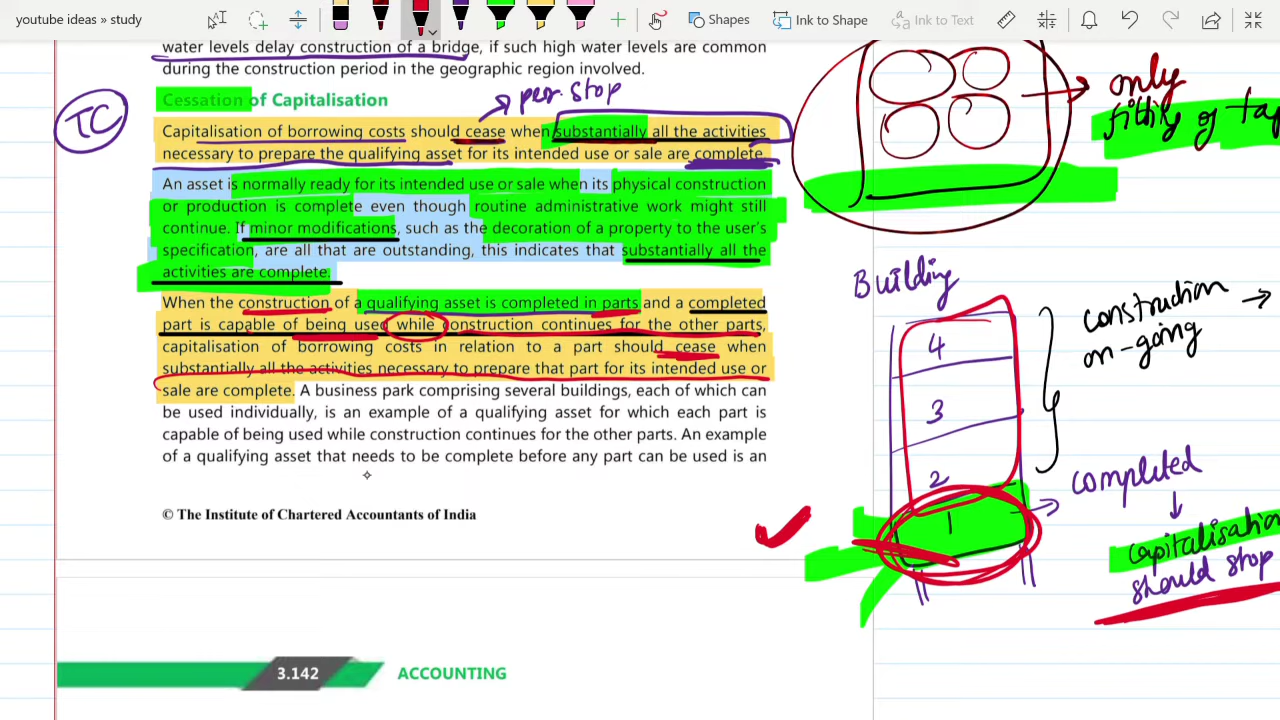 youtube ideas » study
Shapes
Ink to Shape
Ink to Text
water levels delay construction of a bridge, if such high water levels are common
during the construction period in the geographic region involved.
TC
Cessation of Capitalisation
per. stop
Capitalisation of borrowing costs should cease when substantially all the activities
necessary to prepare the qualifying asset for its intended use or sale are complete.
An asset is normally ready for its intended use or sale when its physical construction
or production is complete even though routine administrative work might still
continue. If minor modifications, such as the decoration of a property to the user's
specification, are all that are outstanding, this indicates that substantially all the
activities are complete.
When the construction of a qualifying asset is completed in parts and a completed
part is capable of being used while construction continues for the other parts,
capitalisation of borrowing costs in relation to a part should cease when
substantially all the activities necessary to prepare that part for its intended use or
sale are complete. A business park comprising several buildings, each of which can
be used individually, is an example of a qualifying asset for which each part is
capable of being used while construction continues for the other parts. An example
of a qualifying asset that needs to be complete before any part can be used is an
© The Institute of Chartered Accountants of India
3.142
ACCOUNTING
only
fitting of tap
Building
4
3
2
1
construction
on-going
completed
capitalisation
should stop